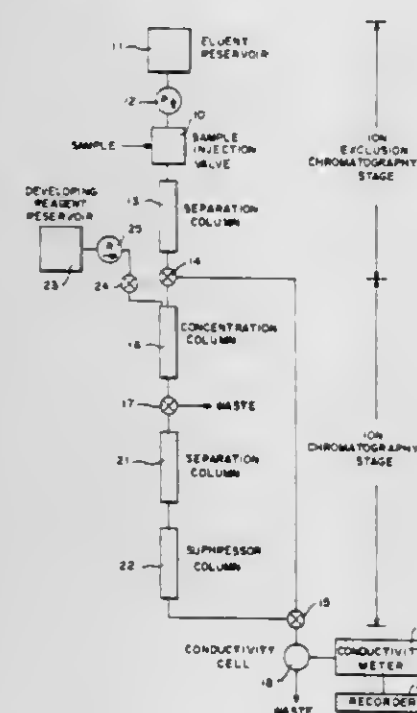 11
ELUENT
RESERVOIR
12
10
SAMPLE
SAMPLE
INJECTION
VALVE
ION
EXCLUSION
CHROMATOGRAPHY
STAGE
DEVELOPING
REAGENT
RESERVOIR
13
SEPARATION
COLUMN
25
23
24
14
CONCENTRATION
COLUMN
16
17
WASTE
ION
CHROMATOGRAPHY
STAGE
21
SEPARATION
COLUMN
22
SUPPRESSOR
COLUMN
15
CONDUCTIVITY
CELL
18
CONDUCTIVITY
METER
WASTE
RECORDER